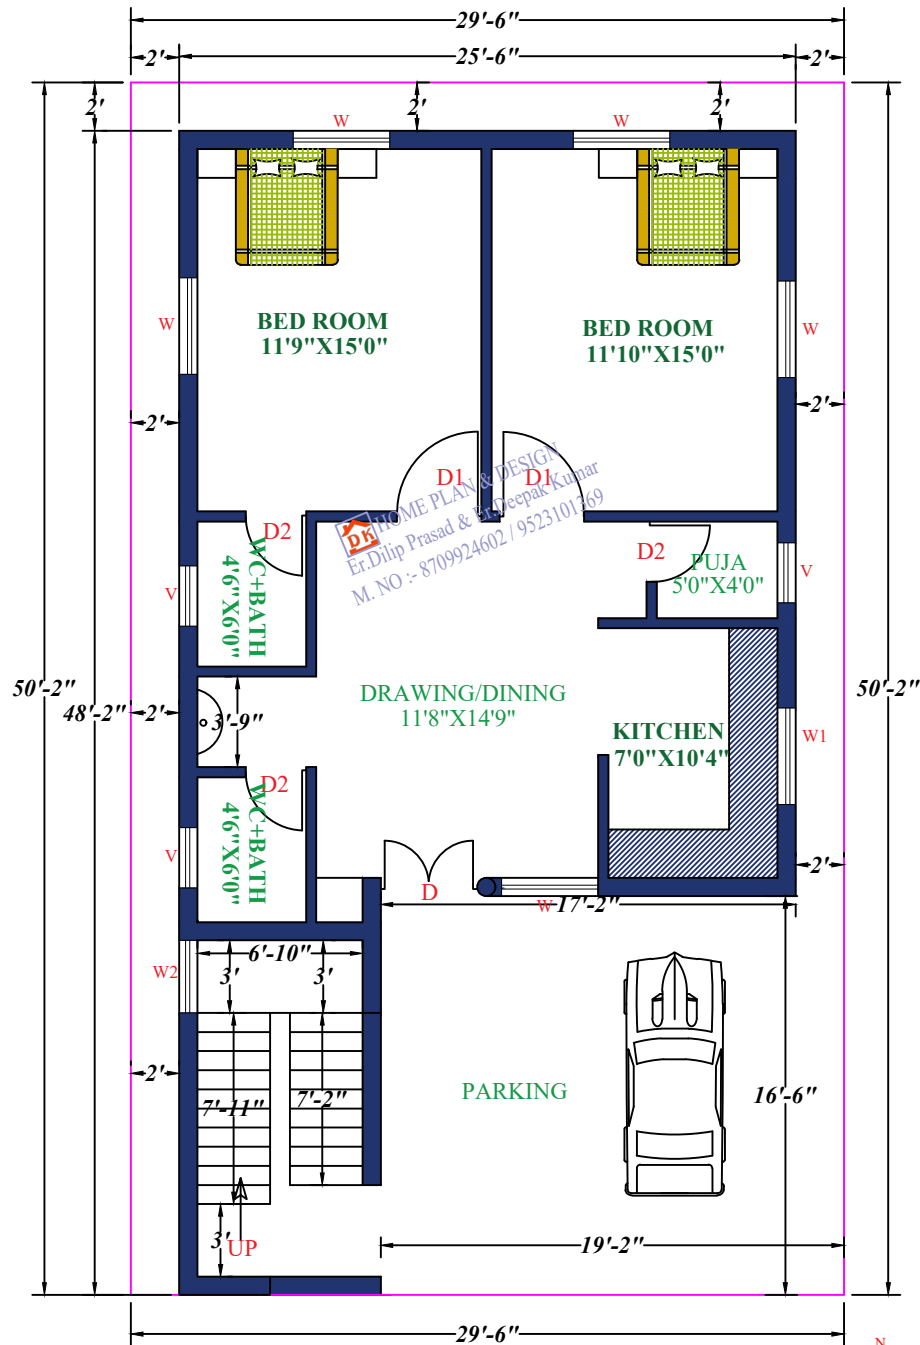 29'-6"
2'
25'-6"
2'
2'
2'
2'
W
W
BED ROOM
11'9"X15'0"
BED ROOM
11'10"X15'0"
W
W
2'
2'
D1
D1
HOME PLAN & DESIGN
DK
Er.Dilip Prasad & Er.Deepak Kumar
M. NO :- 8709924602 / 9523101369
D2
WC+BATH
4'6"X6'0"
V
D2
PUJA
5'0"X4'0"
V
50'-2"
48'-2"
2'
3'-9"
DRAWING/DINING
11'8"X14'9"
KITCHEN
7'0"X10'4"
W1
50'-2"
D2
WC+BATH
4'6"X6'0"
V
D
W
17'-2"
2'
W2
6'-10"
3'
3'
2'
7'-11"
7'-2"
PARKING
16'-6"
3'
UP
19'-2"
29'-6"
N